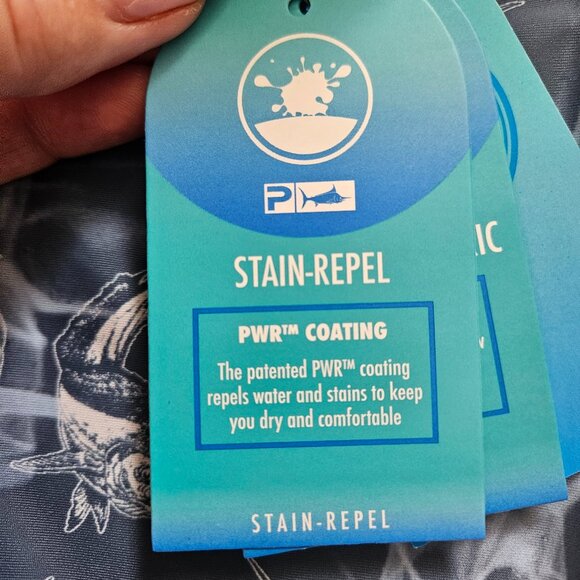 P
STAIN-REPEL
PWR™ COATING
The patented PWR™ coating
repels water and stains to keep
you dry and comfortable
STAIN-REPEL
IC